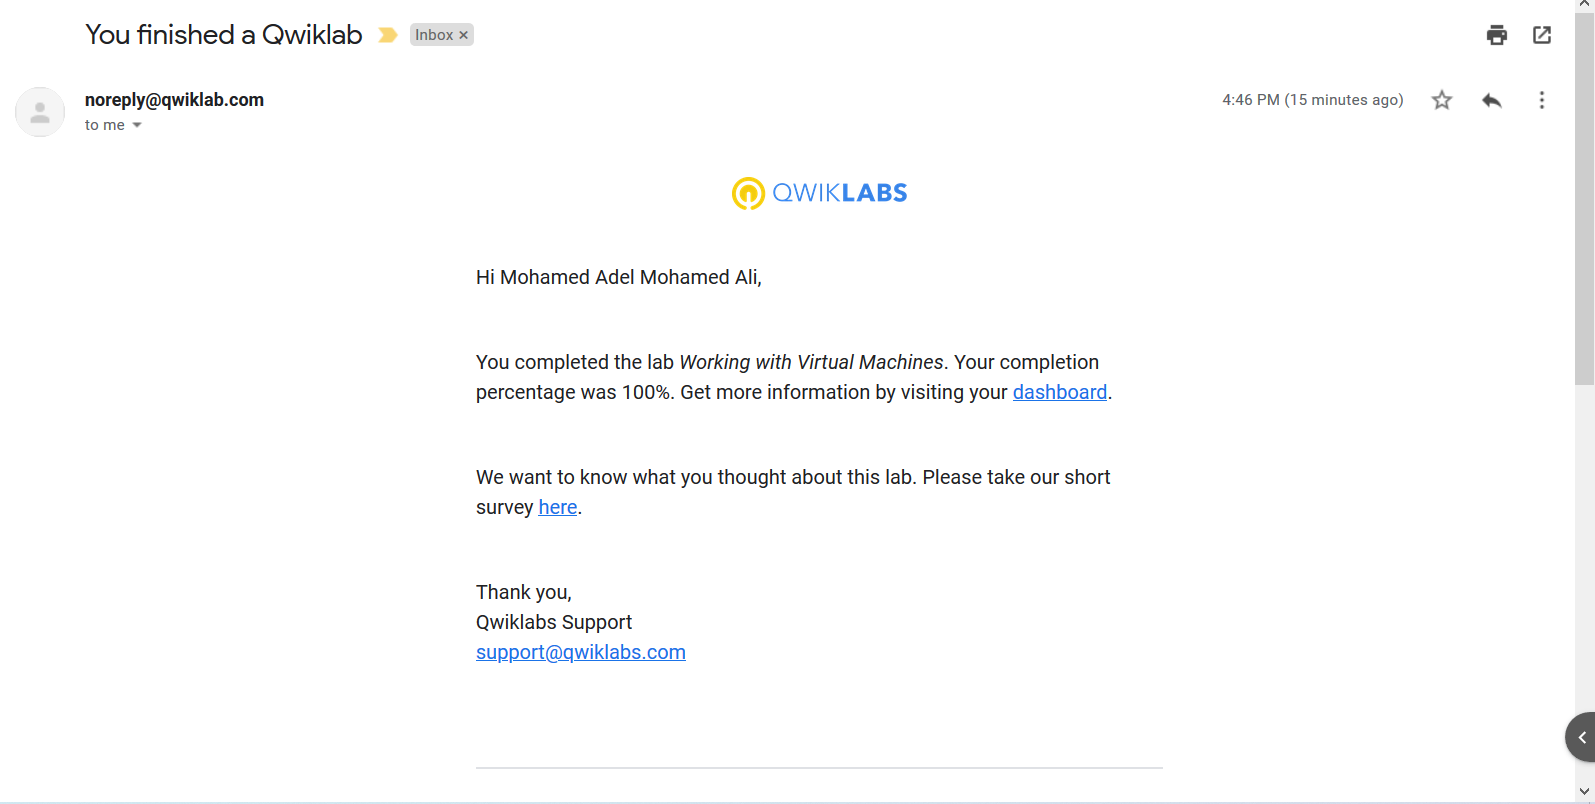 You finished a Qwiklab
Inbox ×
noreply@qwiklab.com
4:46 PM (15 minutes ago)
to me
QWIKLABS
Hi Mohamed Adel Mohamed Ali,
You completed the lab Working with Virtual Machines. Your completion
percentage was 100%. Get more information by visiting your dashboard.
We want to know what you thought about this lab. Please take our short
survey here.
Thank you,
Qwiklabs Support
support@qwiklabs.com